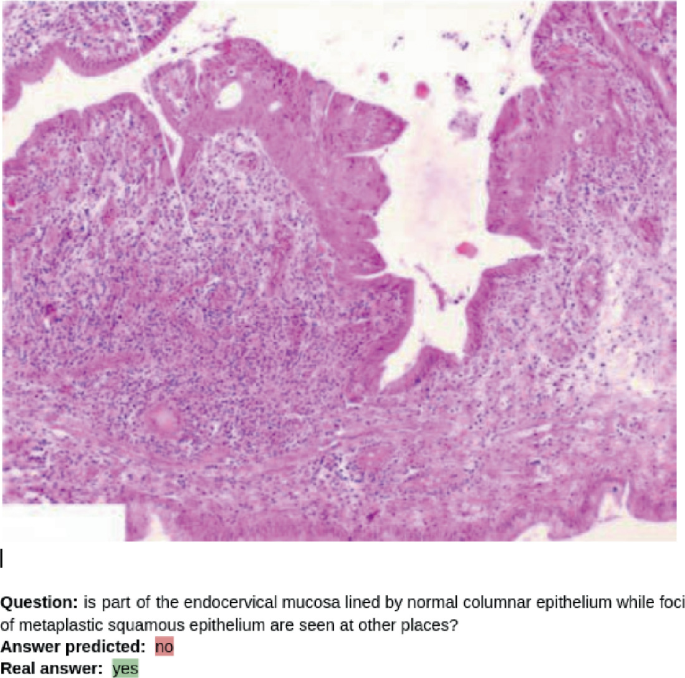 Question: is part of the endocervical mucosa lined by normal columnar epithelium while foci
of metaplastic squamous epithelium are seen at other places?
Answer predicted: no
Real answer: yes